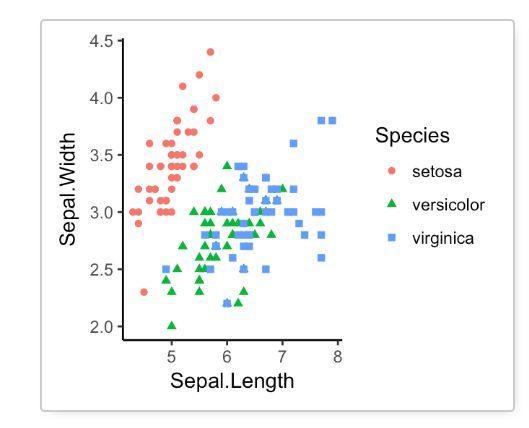 4.5
4.0
3.5
3.0
2.5
2.0
Sepal.Width
5 6 7 8
Sepal.Length
Species
setosa
versicolor
virginica